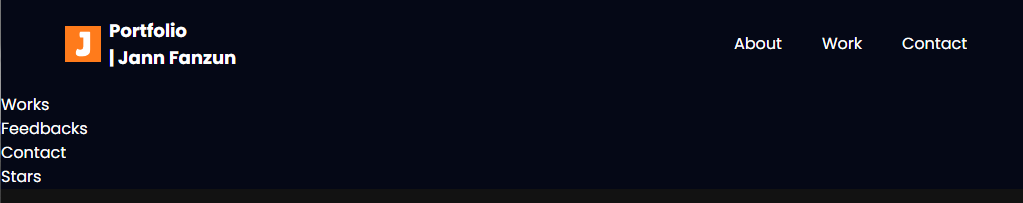 J
Portfolio
| Jann Fanzun
About Work Contact
Works
Feedbacks
Contact
Stars